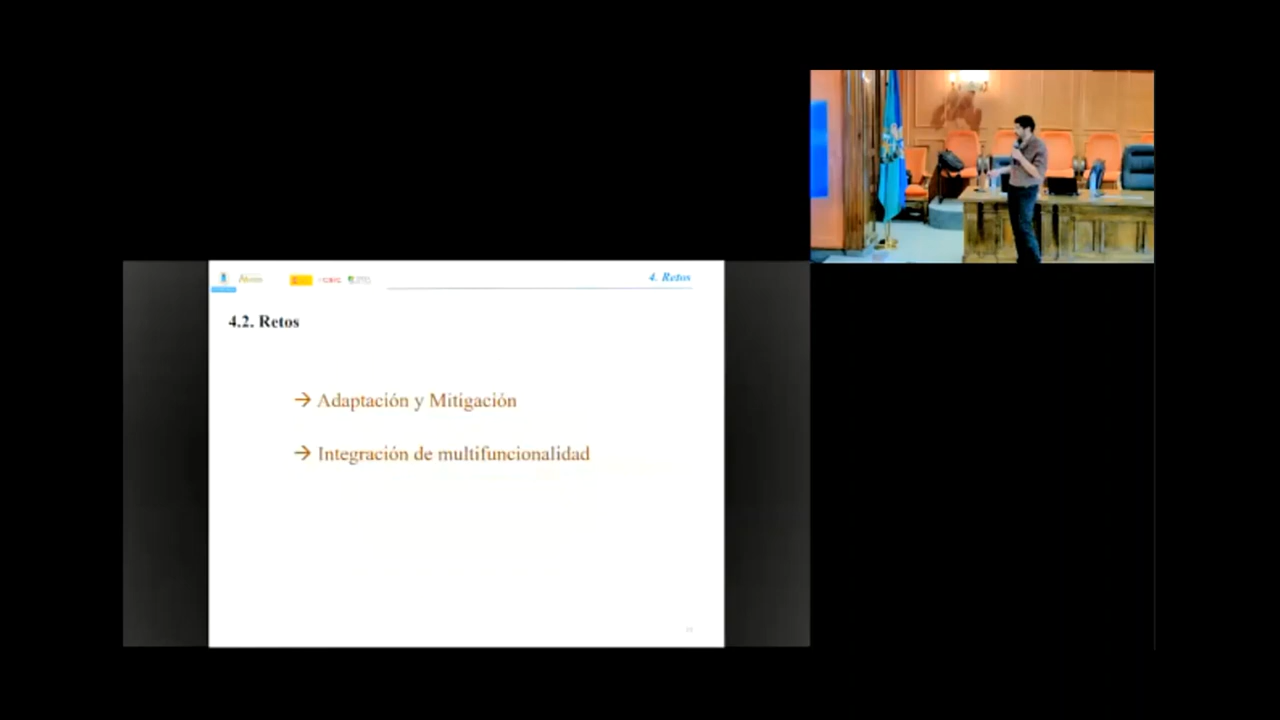 4. Retos
4.2. Retos
→ Adaptación y Mitigación
→ Integración de multifuncionalidad